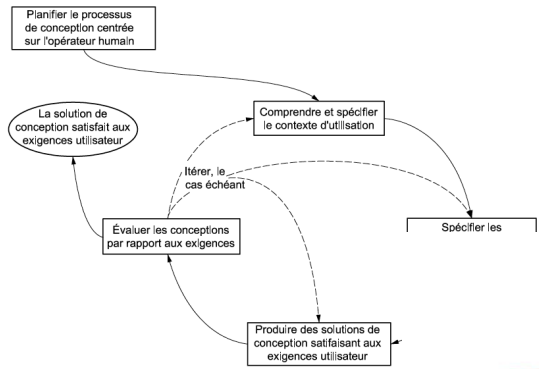 Planifier le processus
de conception centrée
sur l'opérateur humain
La solution de
conception satisfait aux
exigences utilisateur
Comprendre et spécifier
le contexte d'utilisation
Itérer, le
cas échéant
Spécifier les
Évaluer les conceptions
par rapport aux exigences
Produire des solutions de
conception satifaisant aux
exigences utilisateur